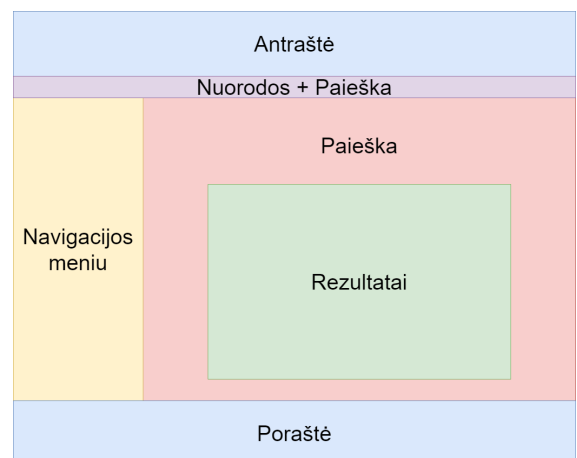 Antraštė
Nuorodos + Paieška
Paieška
Navigacijos
meniu
Rezultatai
Poraštė